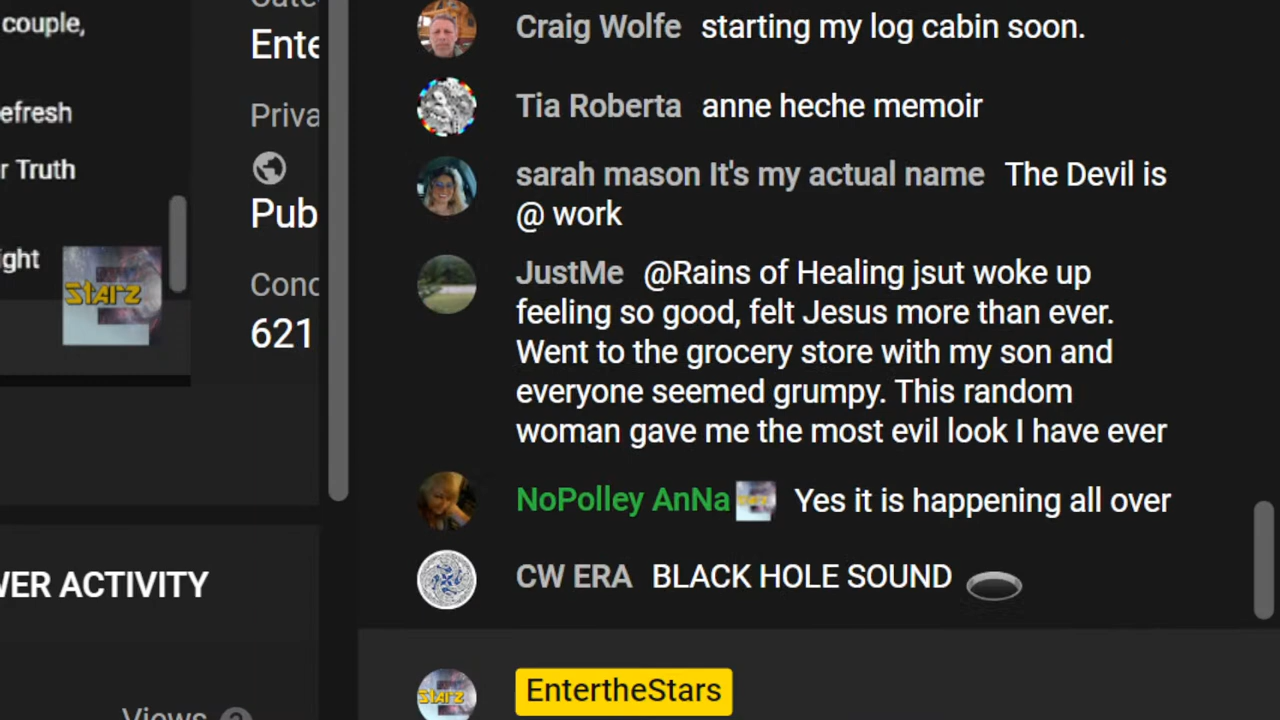 couple,
efresh
r Truth
ight
Starz
Ente
Priva
Pub
Conc
621
WER ACTIVITY
Views
Craig Wolfe starting my log cabin soon.
Tia Roberta anne heche memoir
sarah mason It's my actual name The Devil is
@ work
JustMe @Rains of Healing jsut woke up
feeling so good, felt Jesus more than ever.
Went to the grocery store with my son and
everyone seemed grumpy. This random
woman gave me the most evil look I have ever
NoPolley AnNa Yes it is happening all over
CW ERA BLACK HOLE SOUND
Starz
EntertheStars